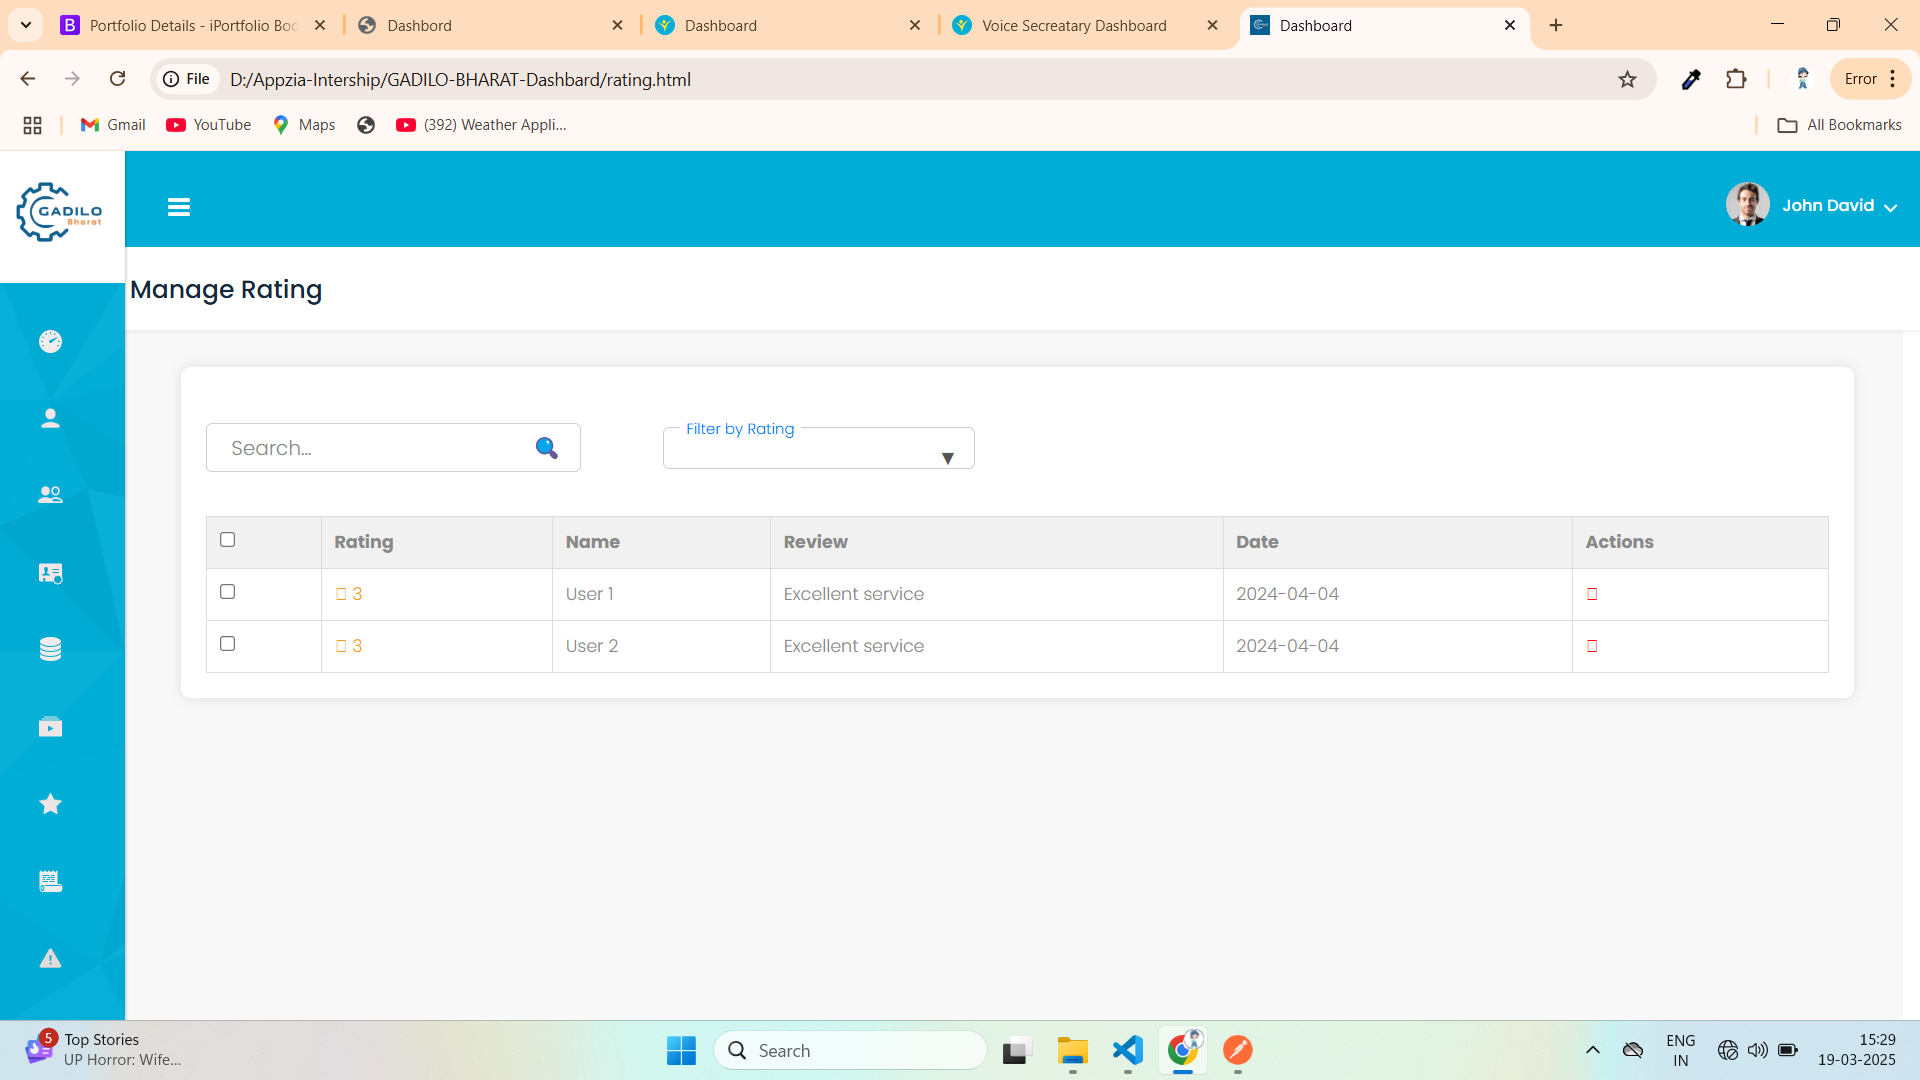 Portfolio Details - iPortfolio Boo
Dashbord
Dashboard
Voice Secreatary Dashboard
Dashboard
File
D:/Appzia-Intership/GADILO-BHARAT-Dashbard/rating.html
Error
Gmail
YouTube
Maps
(392) Weather Appli...
All Bookmarks
GADILO
Bharat
John David
Manage Rating
Search...
Filter by Rating
Rating Name Review Date Actions
3 User 1 Excellent service 2024-04-04
3 User 2 Excellent service 2024-04-04
5
Top Stories
UP Horror: Wife...
Search
ENG
IN
15:29
19-03-2025